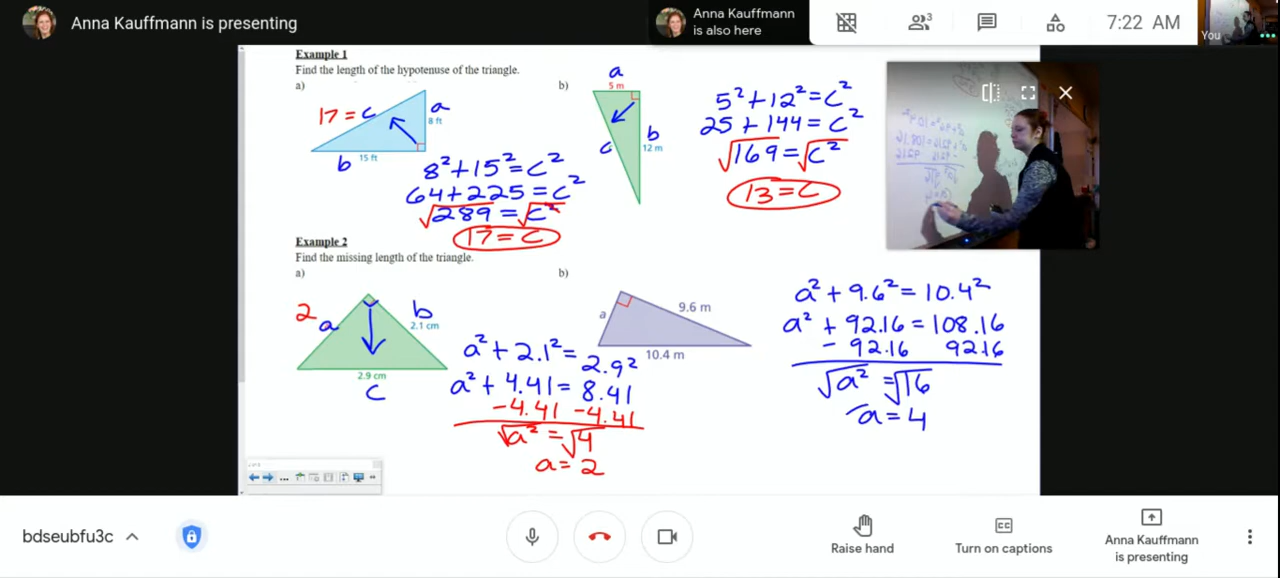 Anna Kauffmann is presenting
Anna Kauffmann
is also here
3
7:22 AM
You
Example 1
Find the length of the hypotenuse of the triangle.
a)
17 = c
a
8 ft
b
15 ft
8² + 15² = c²
64 + 225 = c²
√289 = √c²
17 = c
b)
a
5 m
b
12 m
c
5² + 12² = c²
25 + 144 = c²
√169 = √c²
13 = c
Example 2
Find the missing length of the triangle.
a)
2
a
b
2.1 cm
2.9 cm
c
a² + 2.1² = 2.9²
a² + 4.41 = 8.41
-4.41 -4.41
√a² = √4
a = 2
b)
a
9.6 m
10.4 m
a² + 9.6² = 10.4²
a² + 92.16 = 108.16
- 92.16 92.16
√a² = √16
a = 4
bdseubfu3c
Raise hand
Turn on captions
Anna Kauffmann
is presenting